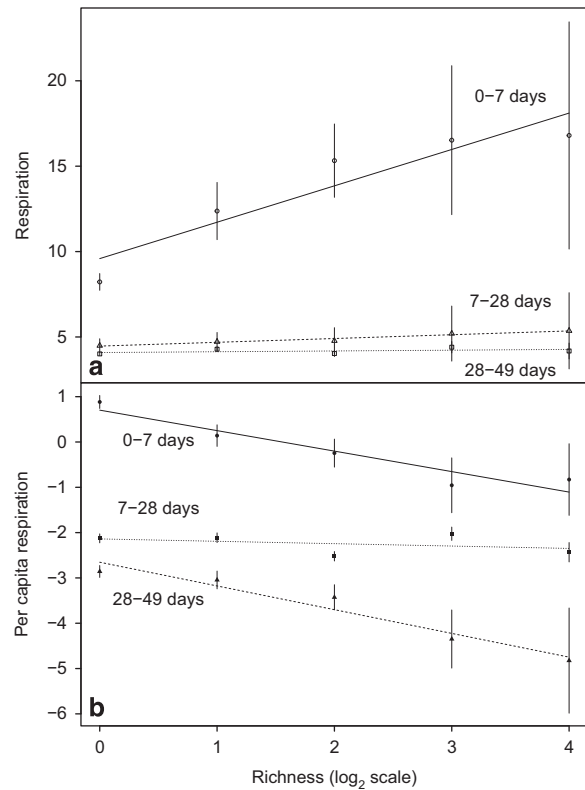 20
15
10
5
Respiration
0–7 days
7–28 days
28–49 days
a
1
0
−1
−2
−3
−4
−5
−6
Per capita respiration
0–7 days
7–28 days
28–49 days
b
0 1 2 3 4
Richness (log2 scale)